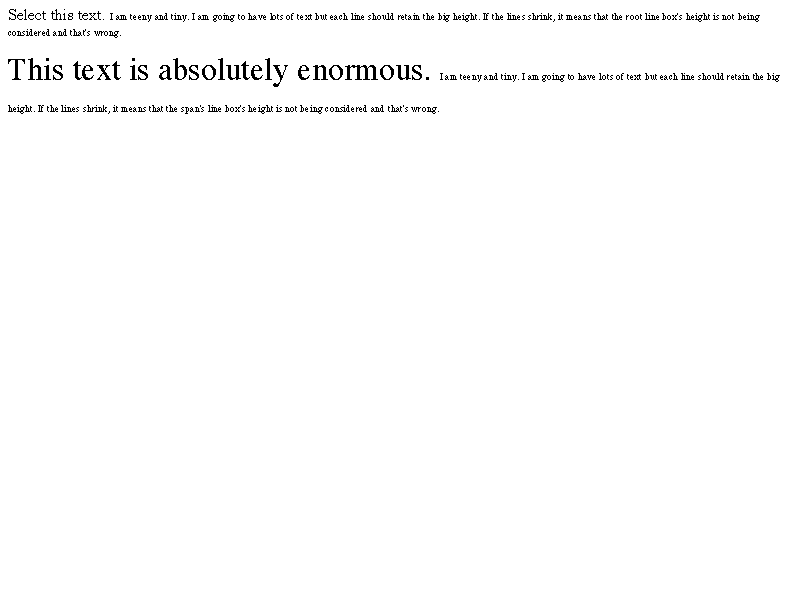 Select this text. I am teeny and tiny. I am going to have lots of text but each line should retain the big height. If the lines shrink, it means that the root line box's height is not being
considered and that's wrong.
This text is absolutely enormous. I am teeny and tiny. I am going to have lots of text but each line should retain the big
height. If the lines shrink, it means that the span's line box's height is not being considered and that's wrong.